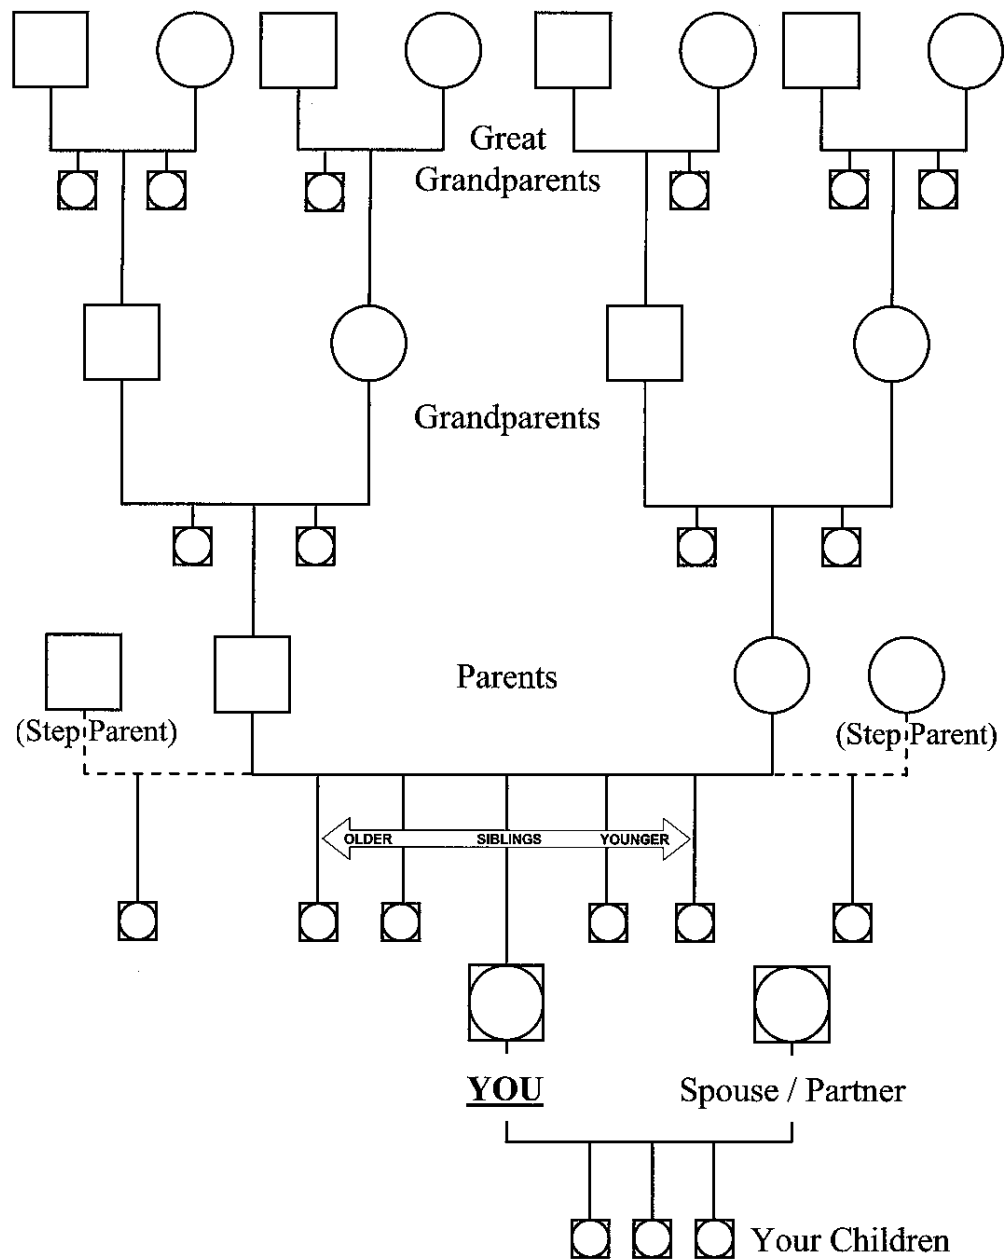 Great
Grandparents
Grandparents
Parents
(Step Parent)
(Step Parent)
OLDER SIBLINGS YOUNGER
YOU
Spouse / Partner
Your Children